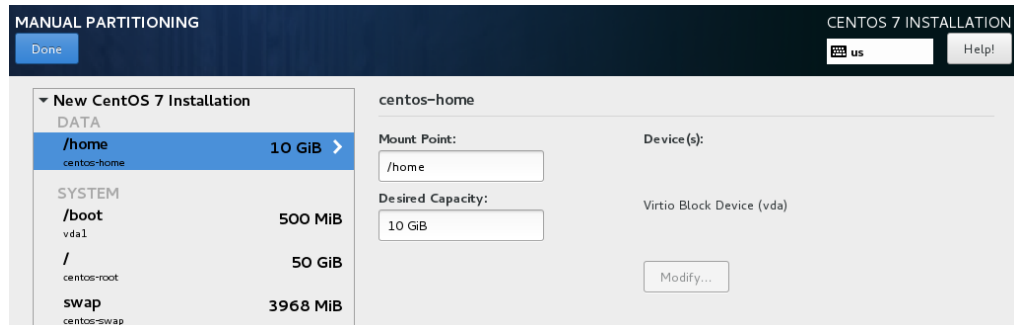 MANUAL PARTITIONING
CENTOS 7 INSTALLATION
Done
us
Help!
New CentOS 7 Installation
DATA
/home
10 GiB
centos-home
SYSTEM
/boot
500 MiB
vda1
/
50 GiB
centos-root
swap
3968 MiB
centos-swap
centos-home
Mount Point:
Device(s):
/home
Desired Capacity:
Virtio Block Device (vda)
10 GiB
Modify...